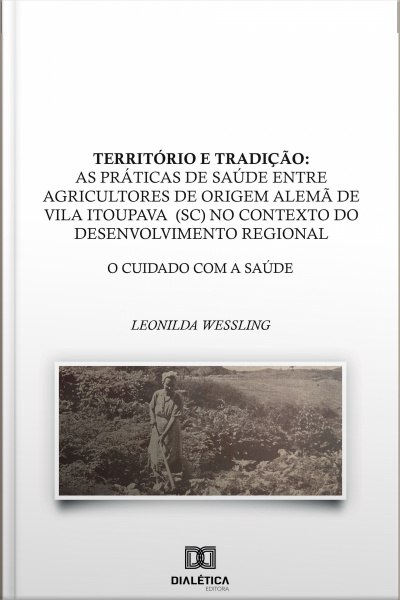 TERRITÓRIO E TRADIÇÃO:
AS PRÁTICAS DE SAÚDE ENTRE
AGRICULTORES DE ORIGEM ALEMÃ DE
VILA ITOUPAVA (SC) NO CONTEXTO DO
DESENVOLVIMENTO REGIONAL
O CUIDADO COM A SAÚDE
LEONILDA WESSLING
DIALÉTICA
EDITORA